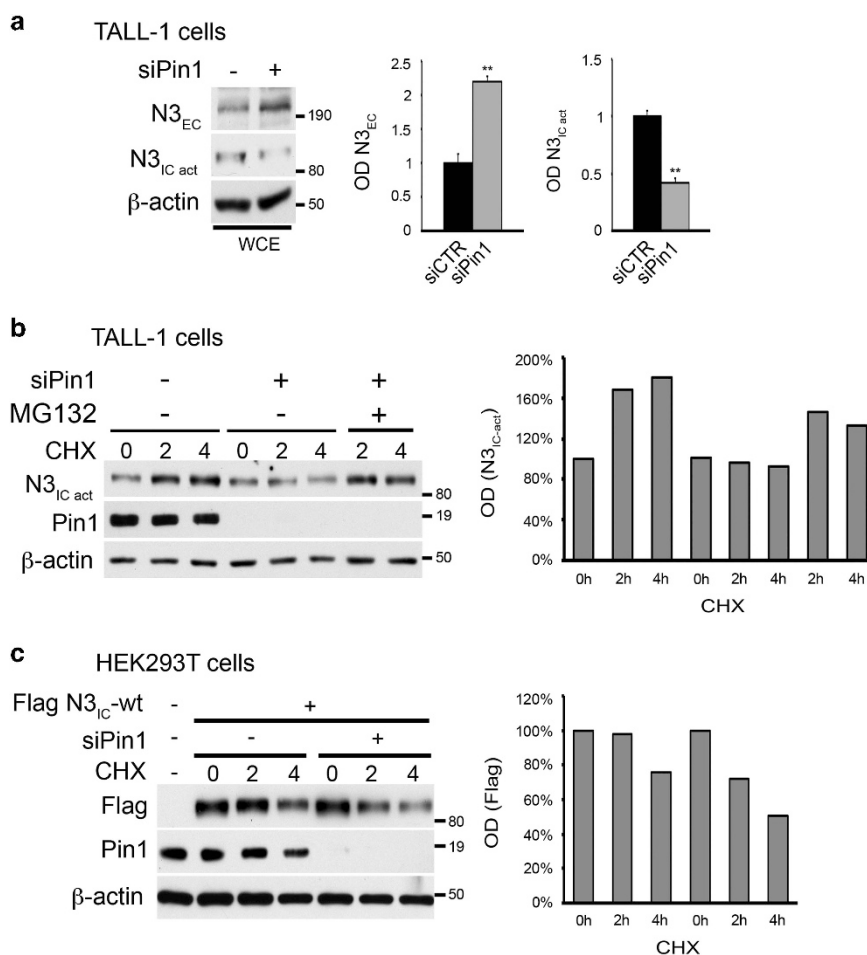 a
TALL-1 cells
siPin1 - +
N3EC
190
N3IC act
80
β-actin
50
WCE
OD N3EC
2.5
2
1.5
1
0.5
0
**
siCTR
siPin1
OD N3IC act
1.5
1
0.5
0
**
siCTR
siPin1
b
TALL-1 cells
siPin1 - + +
MG132 - - +
CHX 0 2 4 0 2 4 2 4
N3IC act
80
Pin1
19
β-actin
50
OD (N3IC-act)
200%
160%
120%
80%
40%
0%
0h 2h 4h 0h 2h 4h 2h 4h
CHX
c
HEK293T cells
Flag N3IC-wt - +
siPin1 - - +
CHX - 0 2 4 0 2 4
Flag
80
Pin1
19
β-actin
50
OD (Flag)
120%
100%
80%
60%
40%
20%
0%
0h 2h 4h 0h 2h 4h
CHX